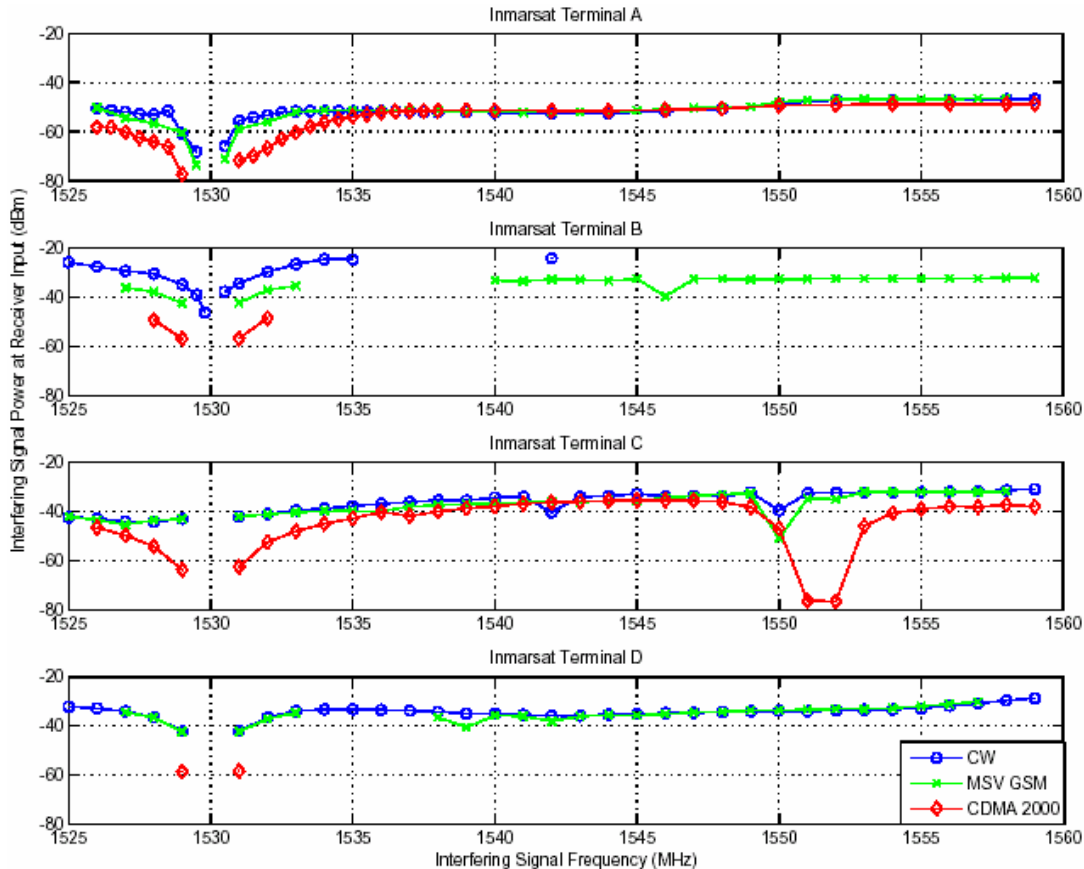 Inmarsat Terminal A
-20
-40
-60
-80
1525 1530 1535 1540 1545 1550 1555 1560
Inmarsat Terminal B
-20
-40
-60
-80
1525 1530 1535 1540 1545 1550 1555 1560
Inmarsat Terminal C
-20
-40
-60
-80
1525 1530 1535 1540 1545 1550 1555 1560
Inmarsat Terminal D
-20
-40
-60
-80
1525 1530 1535 1540 1545 1550 1555 1560
Interfering Signal Power at Receiver Input (dBm)
Interfering Signal Frequency (MHz)
CW
MSV GSM
CDMA 2000